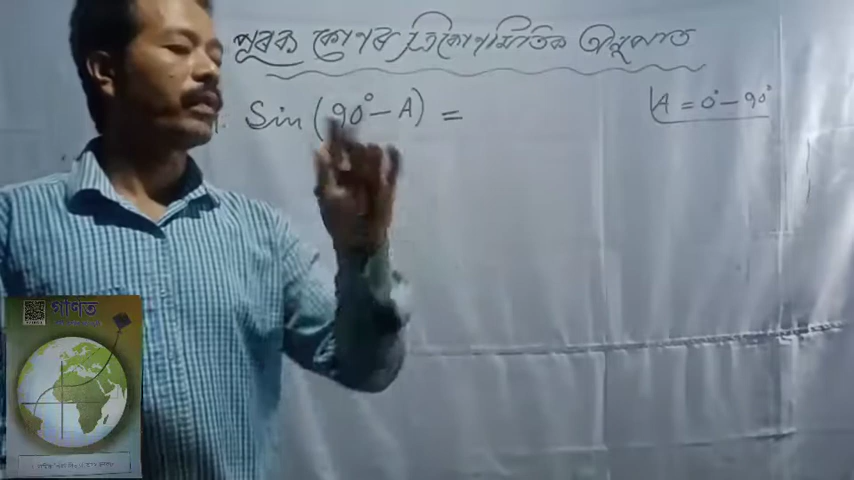 পূৰক কোণৰ ত্ৰিকোণমিতিক অনুপাত
Sin (90° – A) =
A = 0° – 90°
গণিত